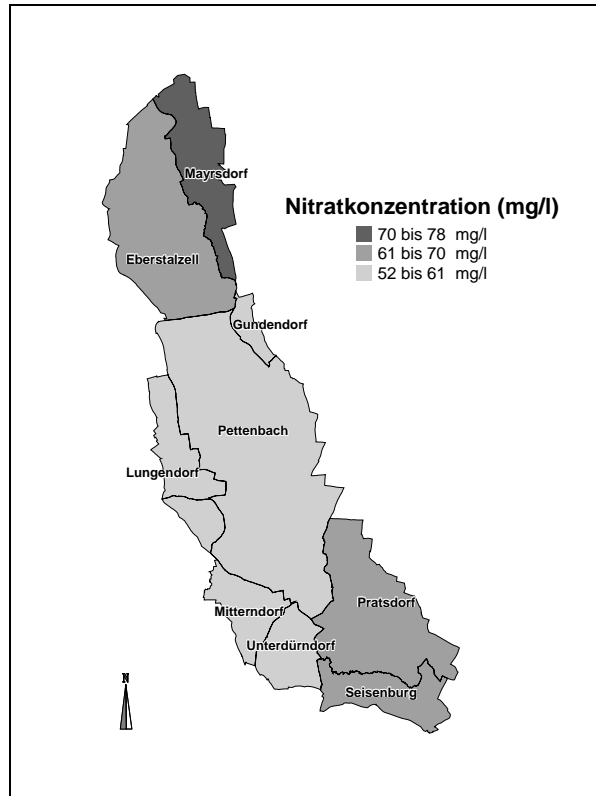 Mayrsdorf
Nitratkonzentration (mg/l)
70 bis 78 mg/l
61 bis 70 mg/l
52 bis 61 mg/l
Eberstalzell
Gundendorf
Pettenbach
Lungendorf
Pratsdorf
Mitterndorf
Unterdürndorf
Seisenburg
N